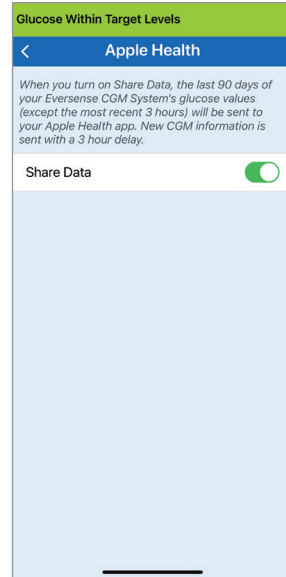 Glucose Within Target Levels
Apple Health
When you turn on Share Data, the last 90 days of
your Eversense CGM System's glucose values
(except the most recent 3 hours) will be sent to
your Apple Health app. New CGM information is
sent with a 3 hour delay.
Share Data